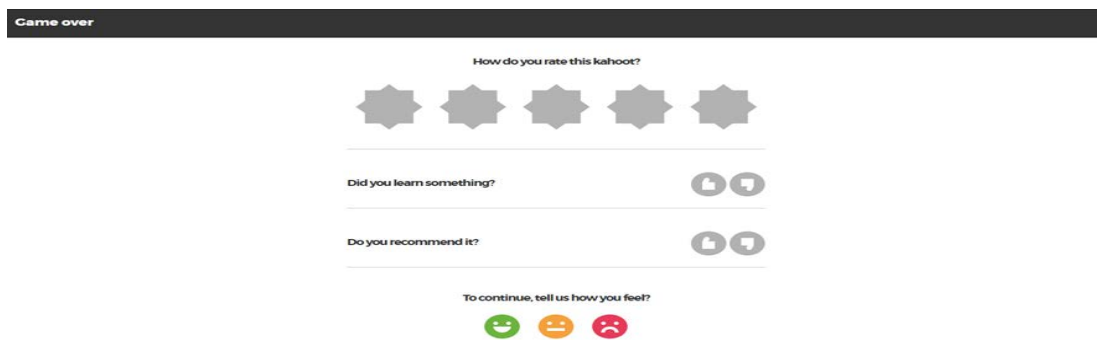 Game over
How do you rate this kahoot?
Did you learn something?
Do you recommend it?
To continue, tell us how you feel?